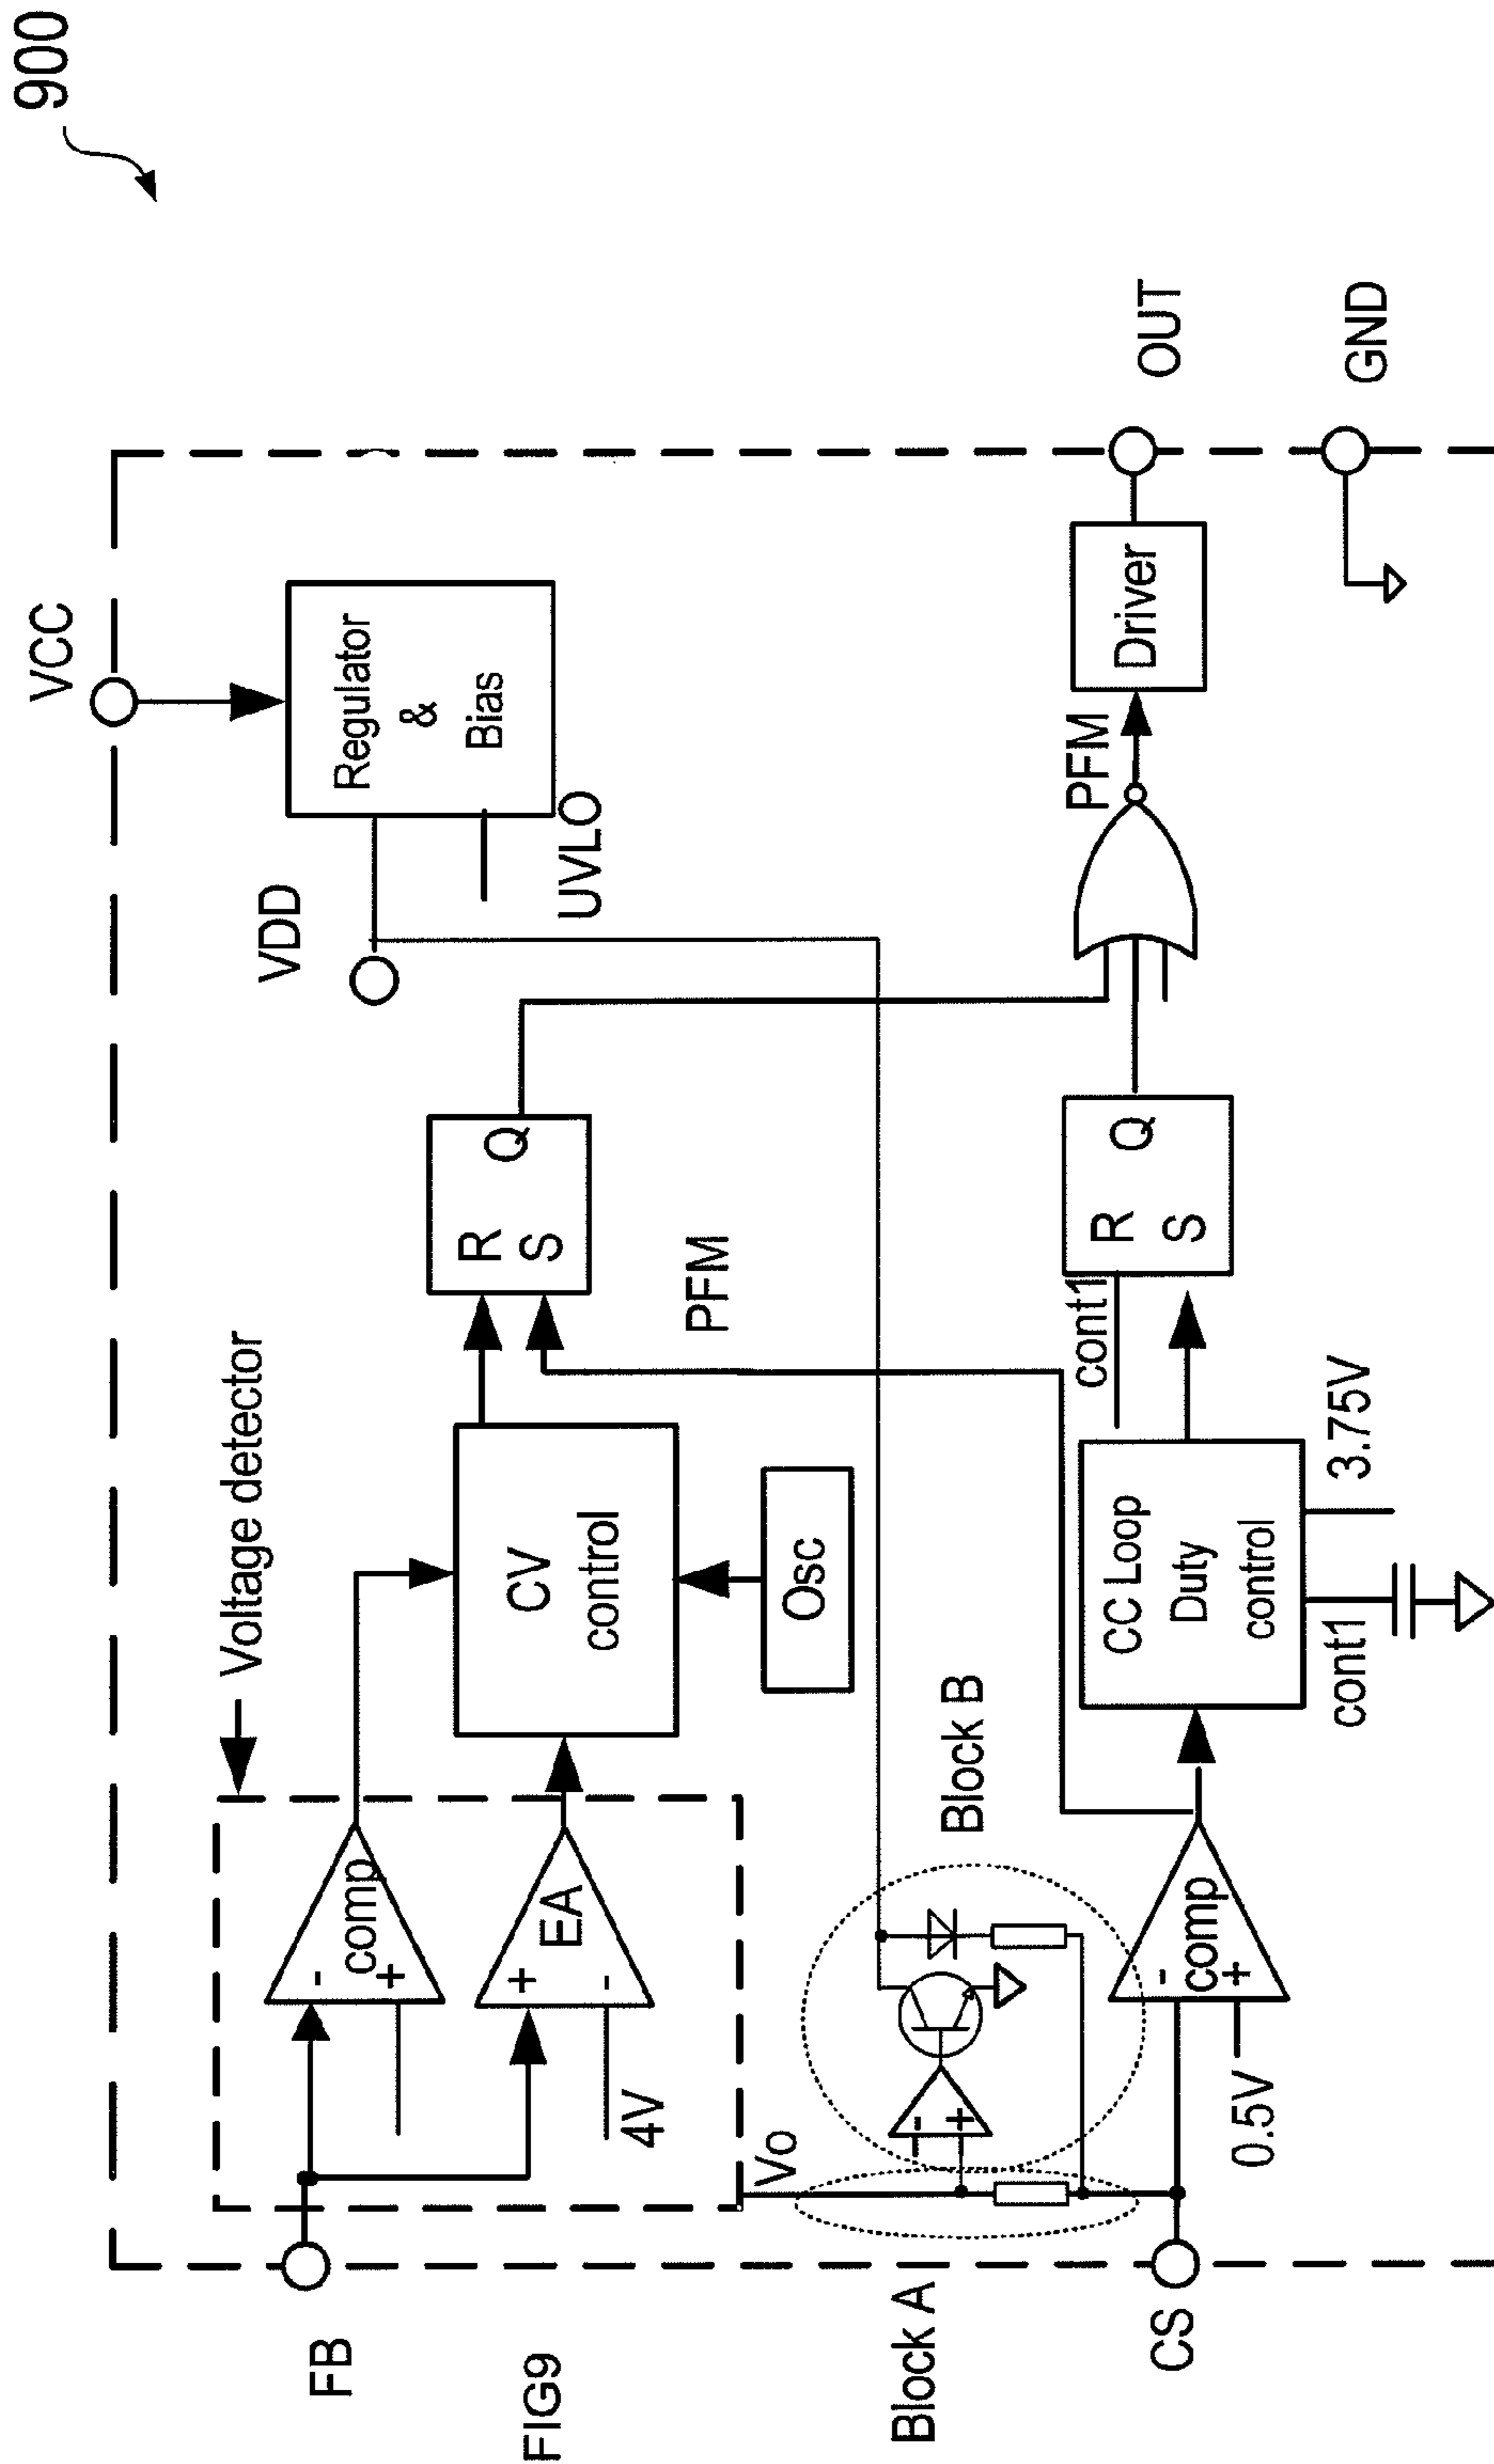 900
VCC
Regulator
&
Bias
VDD
UVLO
Voltage detector
FB
-
comp
+
+
EA
-
4V
CV
control
Osc
R
Q
S
PFM
FIG9
Vo
Block A
Block B
-
+
CS
-
comp
+
0.5V
CC Loop
Duty
control
cont1
3.75V
cont1
R
Q
S
PFM
Driver
OUT
GND